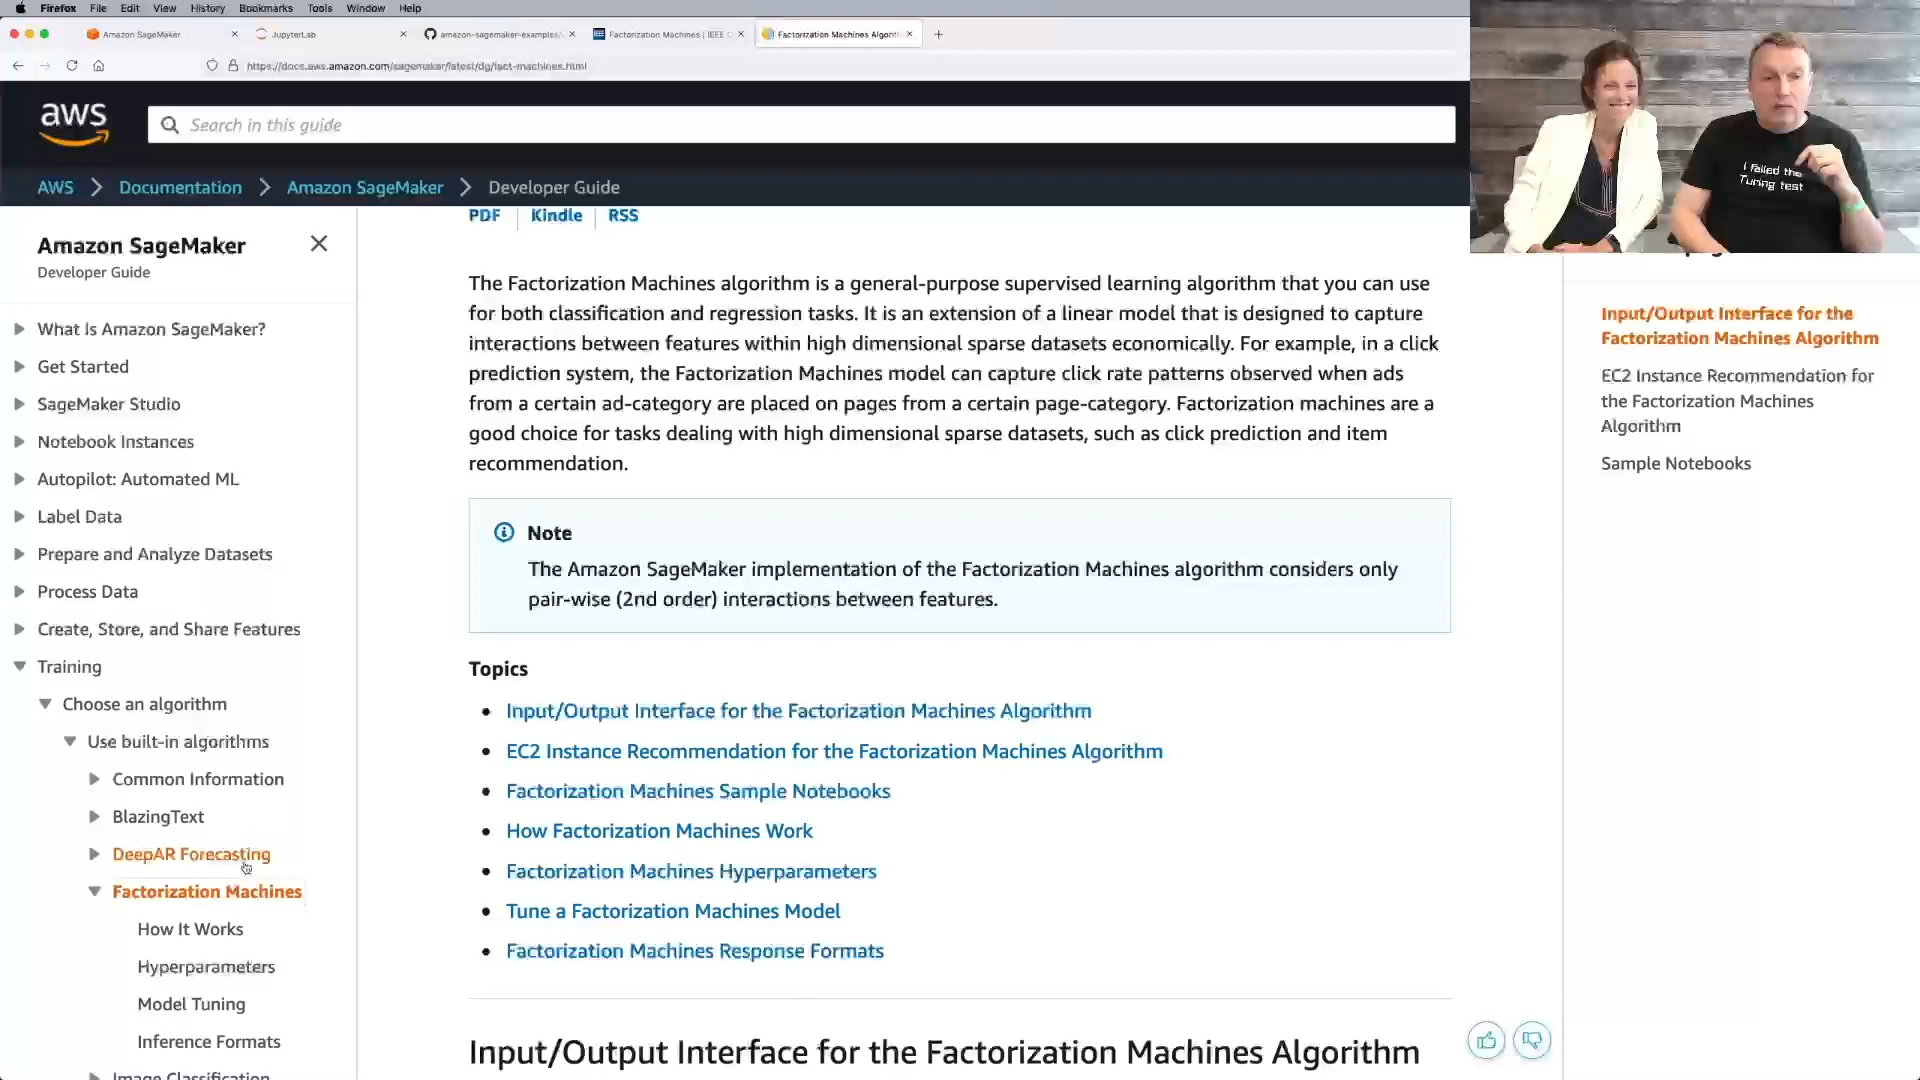 Firefox File Edit View History Bookmarks Tools Window Help
Amazon SageMaker
JupyterLab
amazon-sagemaker-examples/
Factorization Machines | IEEE C
Factorization Machines Algorit
https://docs.aws.amazon.com/sagemaker/latest/dg/fact-machines.html
aws
Search in this guide
AWS Documentation Amazon SageMaker Developer Guide
I failed the
Turing test
Amazon SageMaker
Developer Guide
What Is Amazon SageMaker?
Get Started
SageMaker Studio
Notebook Instances
Autopilot: Automated ML
Label Data
Prepare and Analyze Datasets
Process Data
Create, Store, and Share Features
Training
Choose an algorithm
Use built-in algorithms
Common Information
BlazingText
DeepAR Forecasting
Factorization Machines
How It Works
Hyperparameters
Model Tuning
Inference Formats
Image Classification
PDF Kindle RSS
The Factorization Machines algorithm is a general-purpose supervised learning algorithm that you can use
for both classification and regression tasks. It is an extension of a linear model that is designed to capture
interactions between features within high dimensional sparse datasets economically. For example, in a click
prediction system, the Factorization Machines model can capture click rate patterns observed when ads
from a certain ad-category are placed on pages from a certain page-category. Factorization machines are a
good choice for tasks dealing with high dimensional sparse datasets, such as click prediction and item
recommendation.
Note
The Amazon SageMaker implementation of the Factorization Machines algorithm considers only
pair-wise (2nd order) interactions between features.
Topics
Input/Output Interface for the Factorization Machines Algorithm
EC2 Instance Recommendation for the Factorization Machines Algorithm
Factorization Machines Sample Notebooks
How Factorization Machines Work
Factorization Machines Hyperparameters
Tune a Factorization Machines Model
Factorization Machines Response Formats
Input/Output Interface for the Factorization Machines Algorithm
Input/Output Interface for the
Factorization Machines Algorithm
EC2 Instance Recommendation for
the Factorization Machines
Algorithm
Sample Notebooks